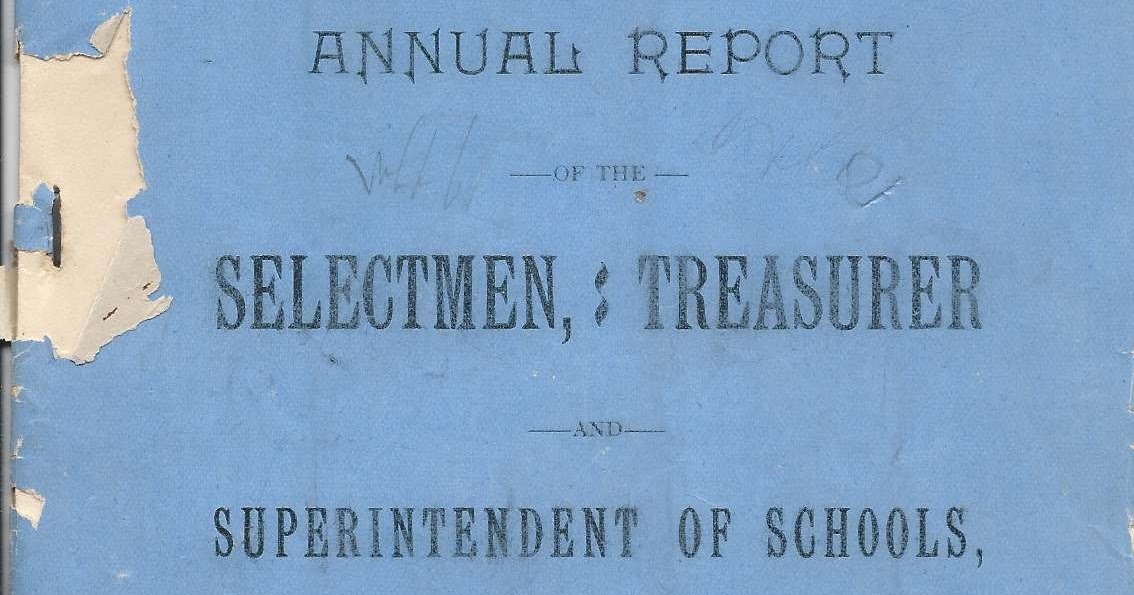 ANNUAL REPORT
—OF THE—
SELECTMEN, TREASURER
—AND—
SUPERINTENDENT OF SCHOOLS,